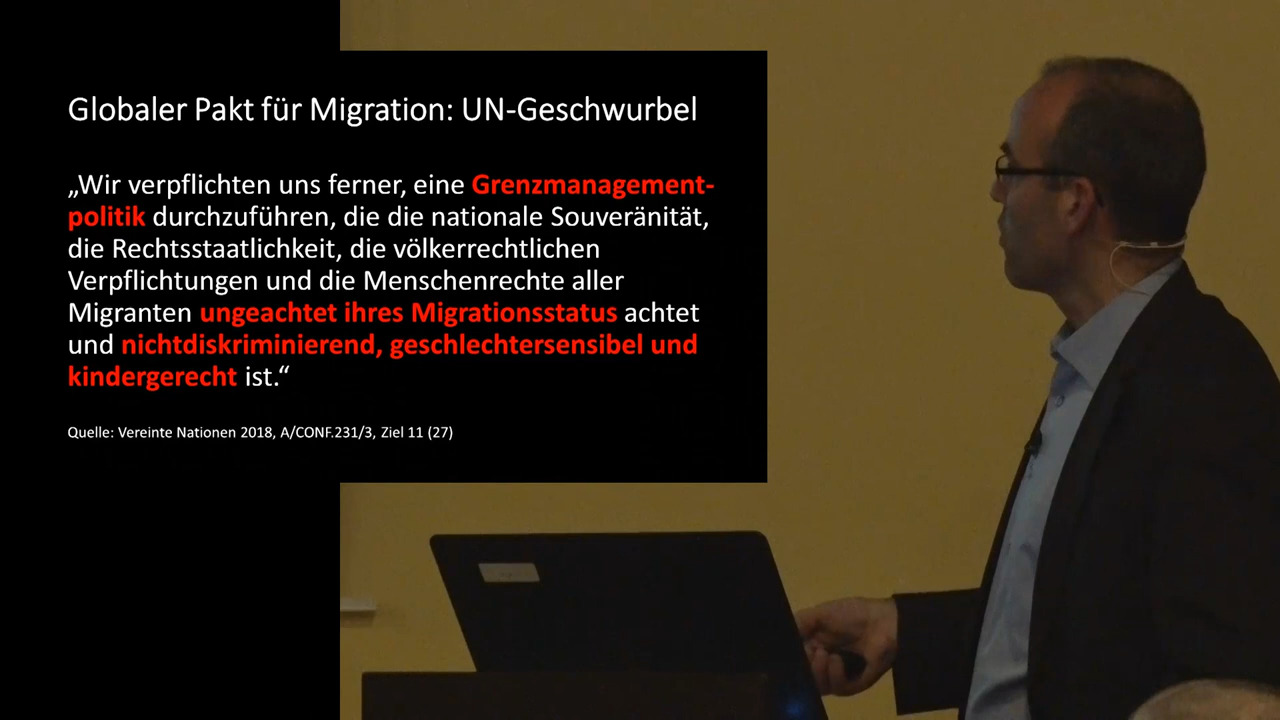 Globaler Pakt für Migration: UN-Geschwurbel
„Wir verpflichten uns ferner, eine Grenzmanagement-
politik durchzuführen, die die nationale Souveränität,
die Rechtsstaatlichkeit, die völkerrechtlichen
Verpflichtungen und die Menschenrechte aller
Migranten ungeachtet ihres Migrationsstatus achtet
und nichtdiskriminierend, geschlechtersensibel und
kindergerecht ist.“
Quelle: Vereinte Nationen 2018, A/CONF.231/3, Ziel 11 (27)